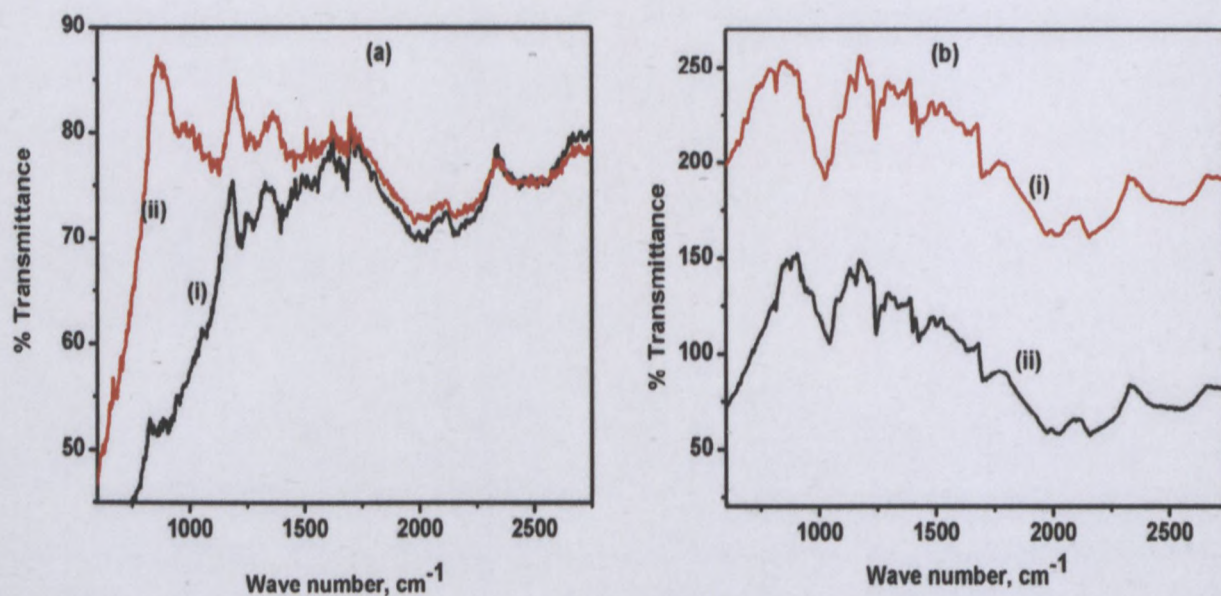 (a)
% Transmittance
90
80
70
60
50
(ii)
(i)
1000
1500
2000
2500
Wave number, cm⁻¹
(b)
% Transmittance
250
200
150
100
50
(i)
(ii)
1000
1500
2000
2500
Wave number, cm⁻¹